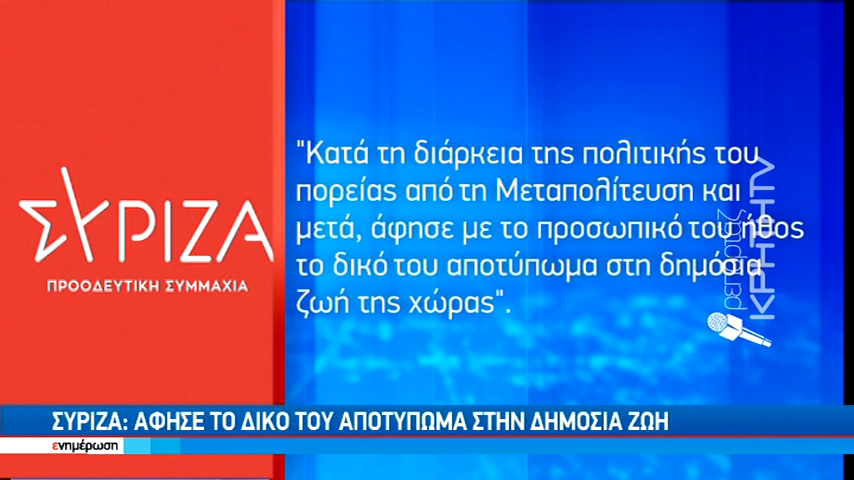 ΣΥΡΙΖΑ
ΠΡΟΟΔΕΥΤΙΚΗ ΣΥΜΜΑΧΙΑ
"Κατά τη διάρκεια της πολιτικής του
πορείας από τη Μεταπολίτευση και
μετά, άφησε με το προσωπικό του ήθος
το δικό του αποτύπωμα στη δημόσια
ζωή της χώρας".
ρεπορτάζ
ΚΡΗΤΗTV
ΣΥΡΙΖΑ: ΑΦΗΣΕ ΤΟ ΔΙΚΟ ΤΟΥ ΑΠΟΤΥΠΩΜΑ ΣΤΗΝ ΔΗΜΟΣΙΑ ΖΩΗ
ενημέρωση